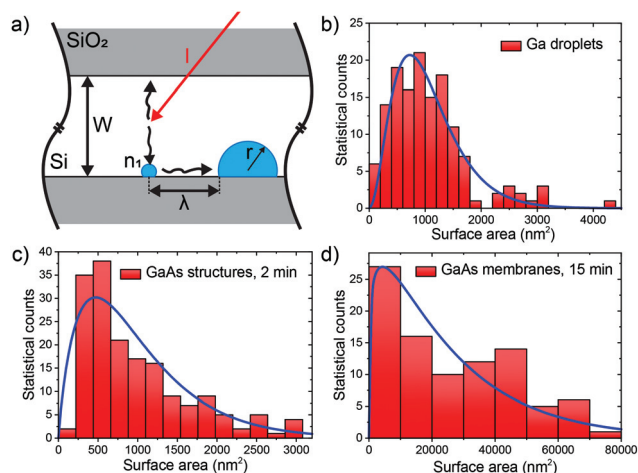 a)
SiO₂
I
W
Si
n₁
r
λ
b)
Ga droplets
Statistical counts
25
20
15
10
5
0
0 1000 2000 3000 4000
Surface area (nm²)
c)
GaAs structures, 2 min
Statistical counts
45
40
35
30
25
20
15
10
5
0
0 500 1000 1500 2000 2500 3000
Surface area (nm²)
d)
GaAs membranes, 15 min
Statistical counts
25
20
15
10
5
0
0 20000 40000 60000 80000
Surface area (nm²)